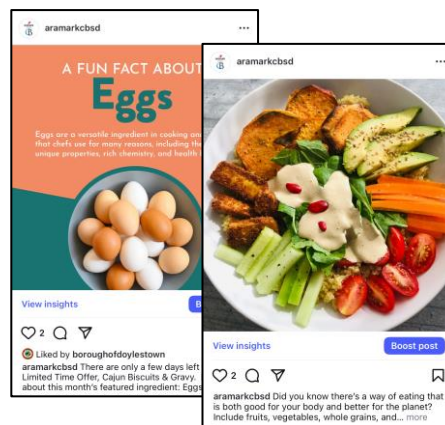 aramarkcbsd
A FUN FACT ABOUT
Eggs
Eggs are a versatile ingredient in cooking
that chefs use for many reasons, including
unique properties, rich chemistry, and health
View insights
2
Liked by boroughofdoylestown
aramarkcbsd There are only a few days left
Limited Time Offer, Cajun Biscuits & Gravy.
about this month's featured ingredient: Eggs
aramarkcbsd
View insights
Boost post
2
aramarkcbsd Did you know there's a way of eating that
is both good for your body and better for the planet?
Include fruits, vegetables, whole grains, and... more